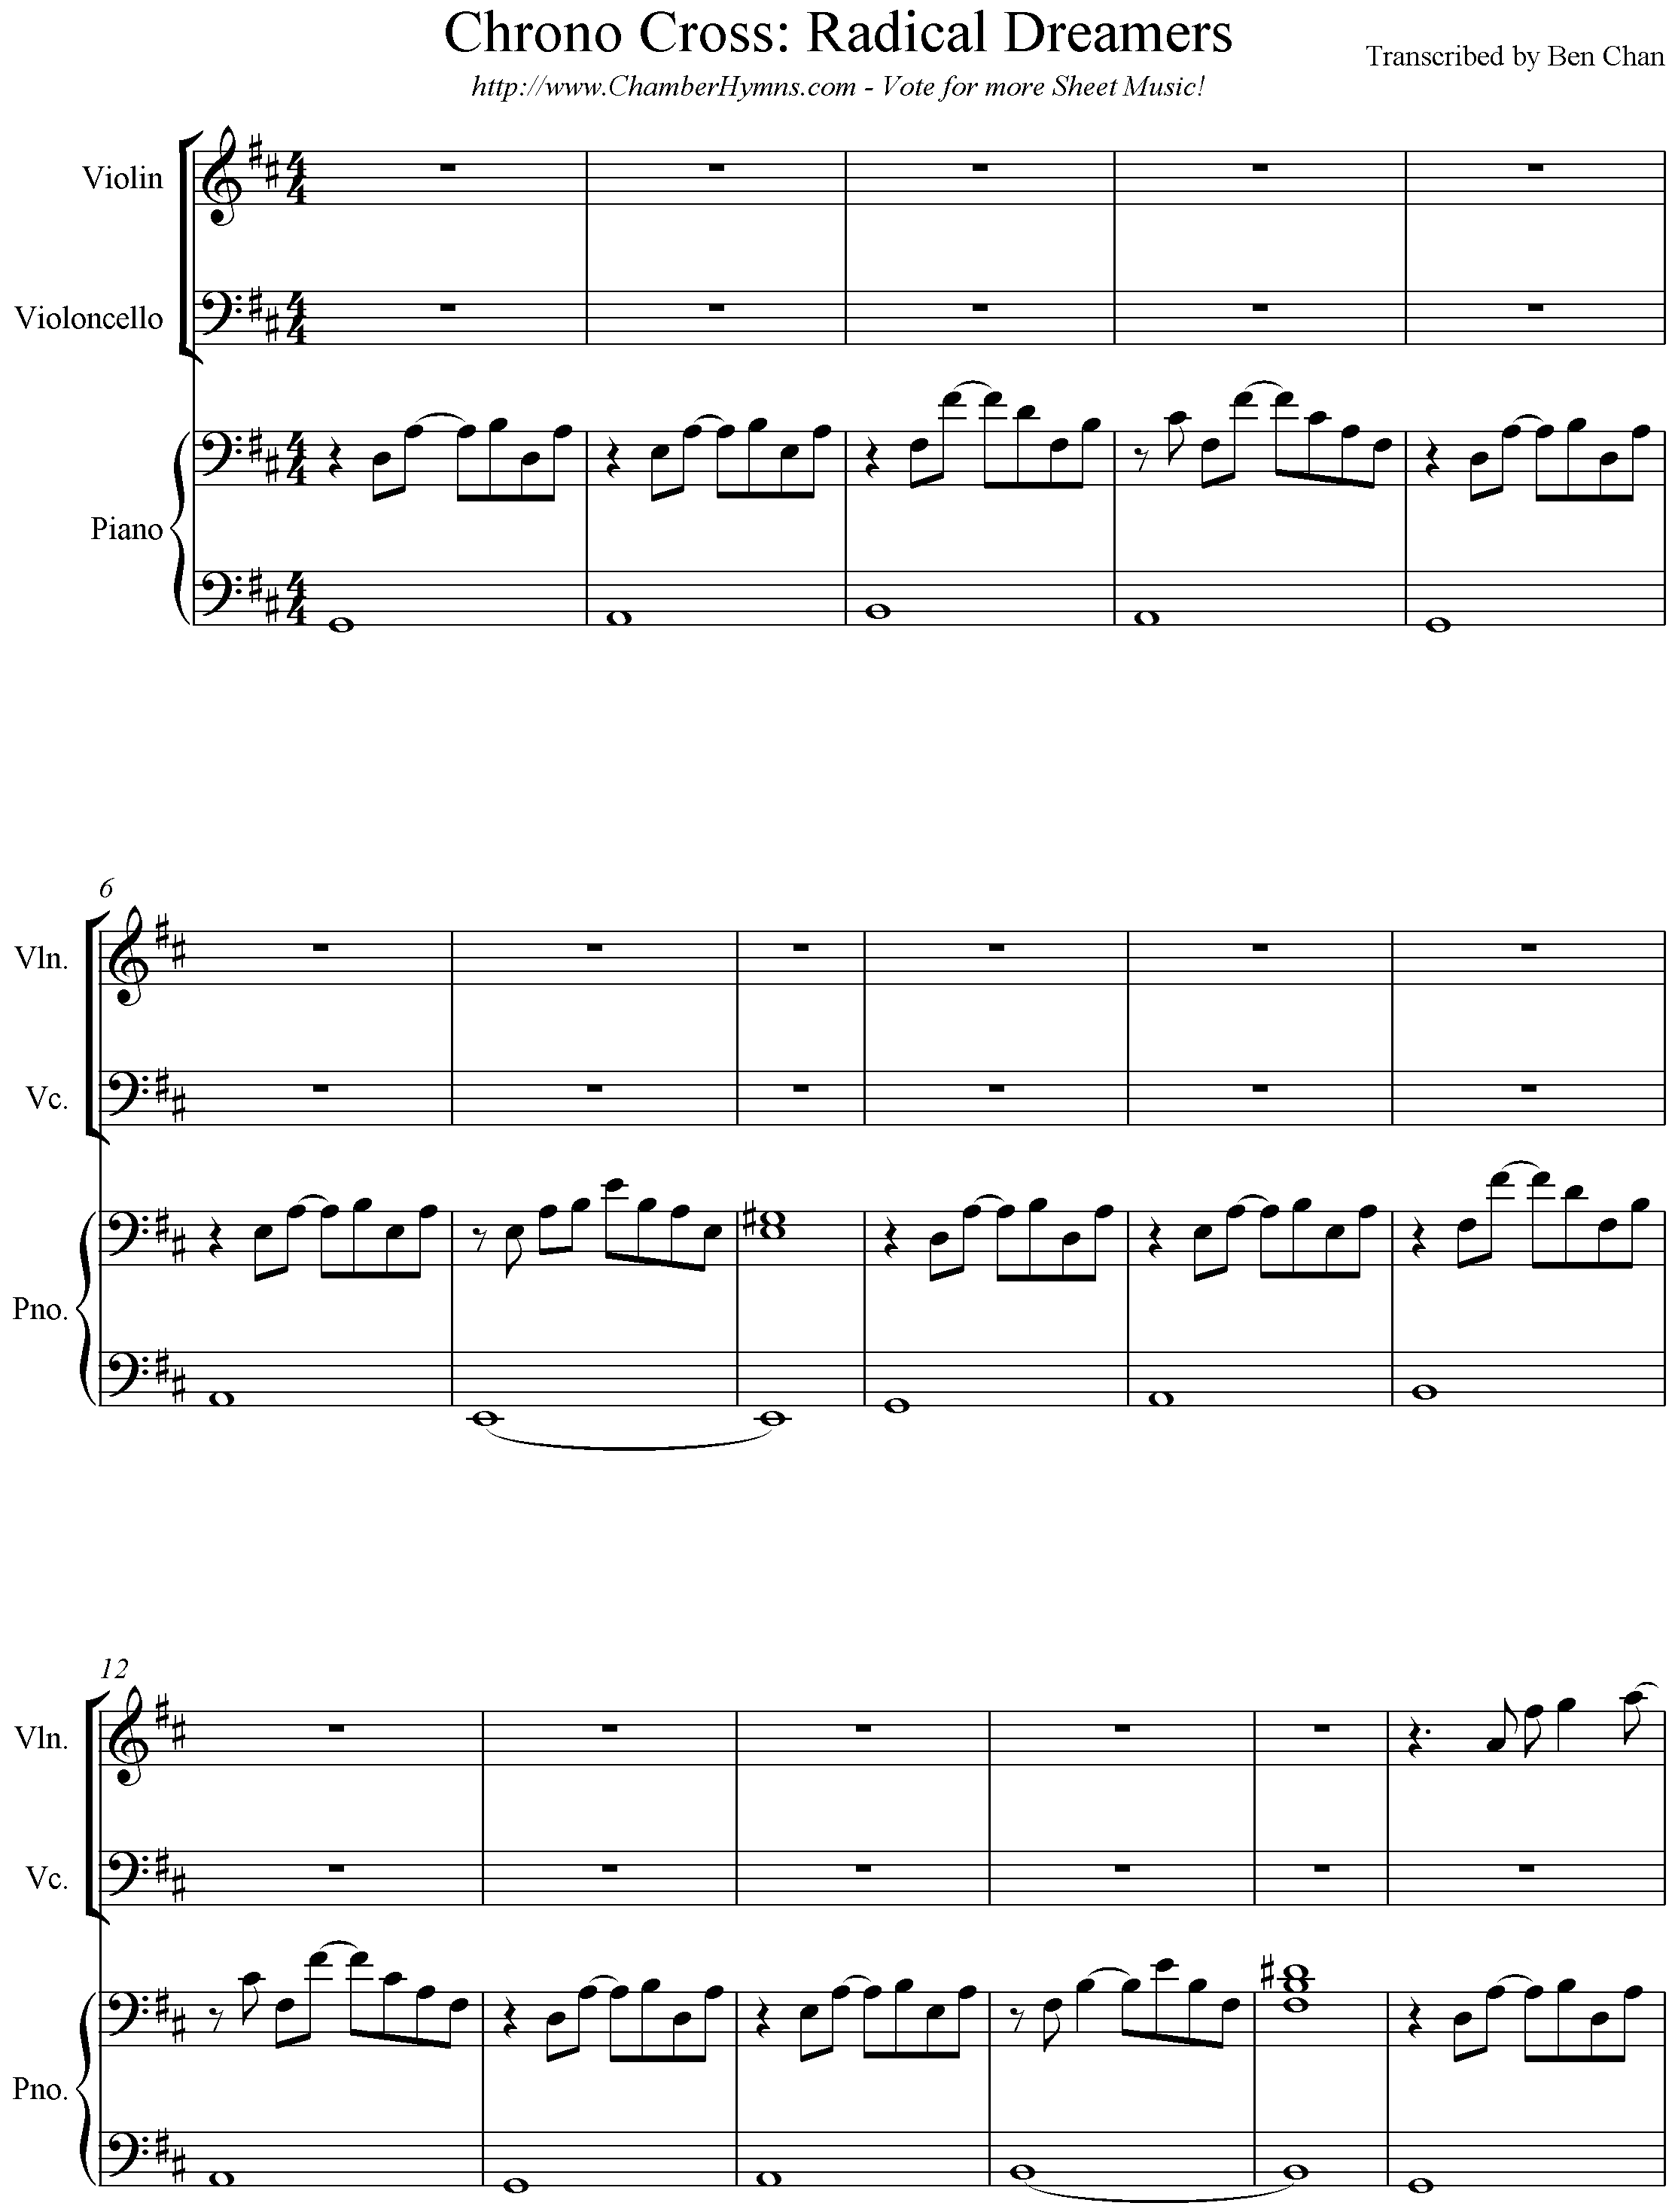 Chrono Cross: Radical Dreamers
Transcribed by Ben Chan
http://www.ChamberHymns.com - Vote for more Sheet Music!
Violin
Violoncello
Piano
6
Vln.
Vc.
Pno.
12
Vln.
Vc.
Pno.